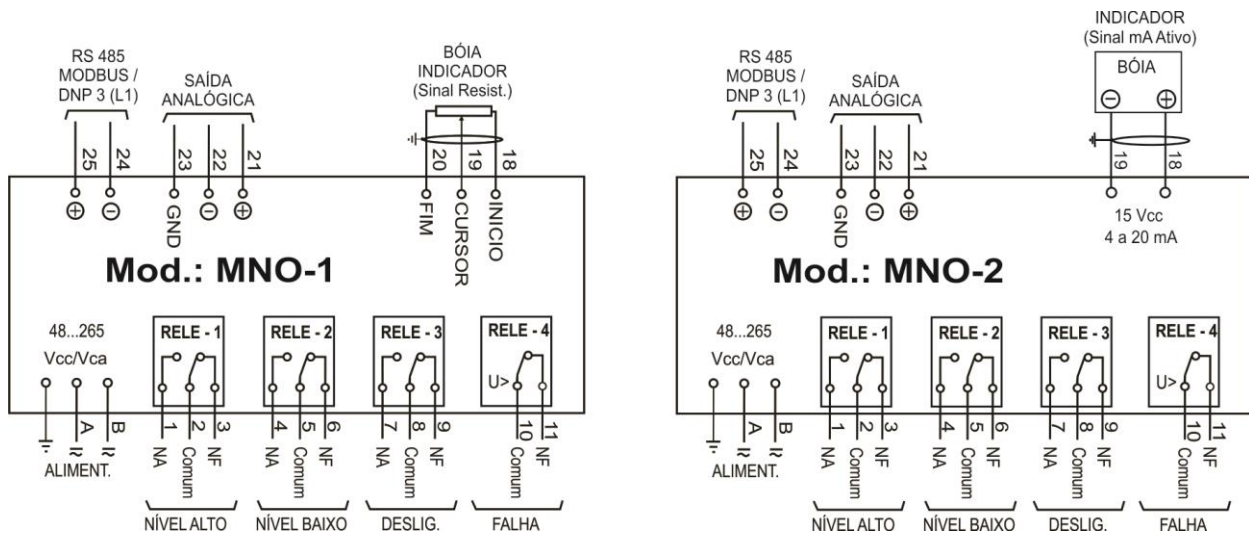 RS 485
MODBUS /
DNP 3 (L1)
SAÍDA
ANALÓGICA
BÓIA
INDICADOR
(Sinal Resist.)
25 24 23 22 21 20 19 18
+ - GND - + FIM CURSOR INICIO
Mod.: MNO-1
48...265
Vcc/Vca
RELE - 1 RELE - 2 RELE - 3 RELE - 4
U>
A B 1 2 3 4 5 6 7 8 9 10 11
NA Comum NF NA Comum NF NA Comum NF Comum NF
ALIMENT.
NÍVEL ALTO NÍVEL BAIXO DESLIG. FALHA
INDICADOR
(Sinal mA Ativo)
BÓIA
- +
RS 485
MODBUS /
DNP 3 (L1)
SAÍDA
ANALÓGICA
25 24 23 22 21 19 18
+ - GND - +
15 Vcc
4 a 20 mA
Mod.: MNO-2
48...265
Vcc/Vca
RELE - 1 RELE - 2 RELE - 3 RELE - 4
U>
A B 1 2 3 4 5 6 7 8 9 10 11
NA Comum NF NA Comum NF NA Comum NF Comum NF
ALIMENT.
NÍVEL ALTO NÍVEL BAIXO DESLIG. FALHA